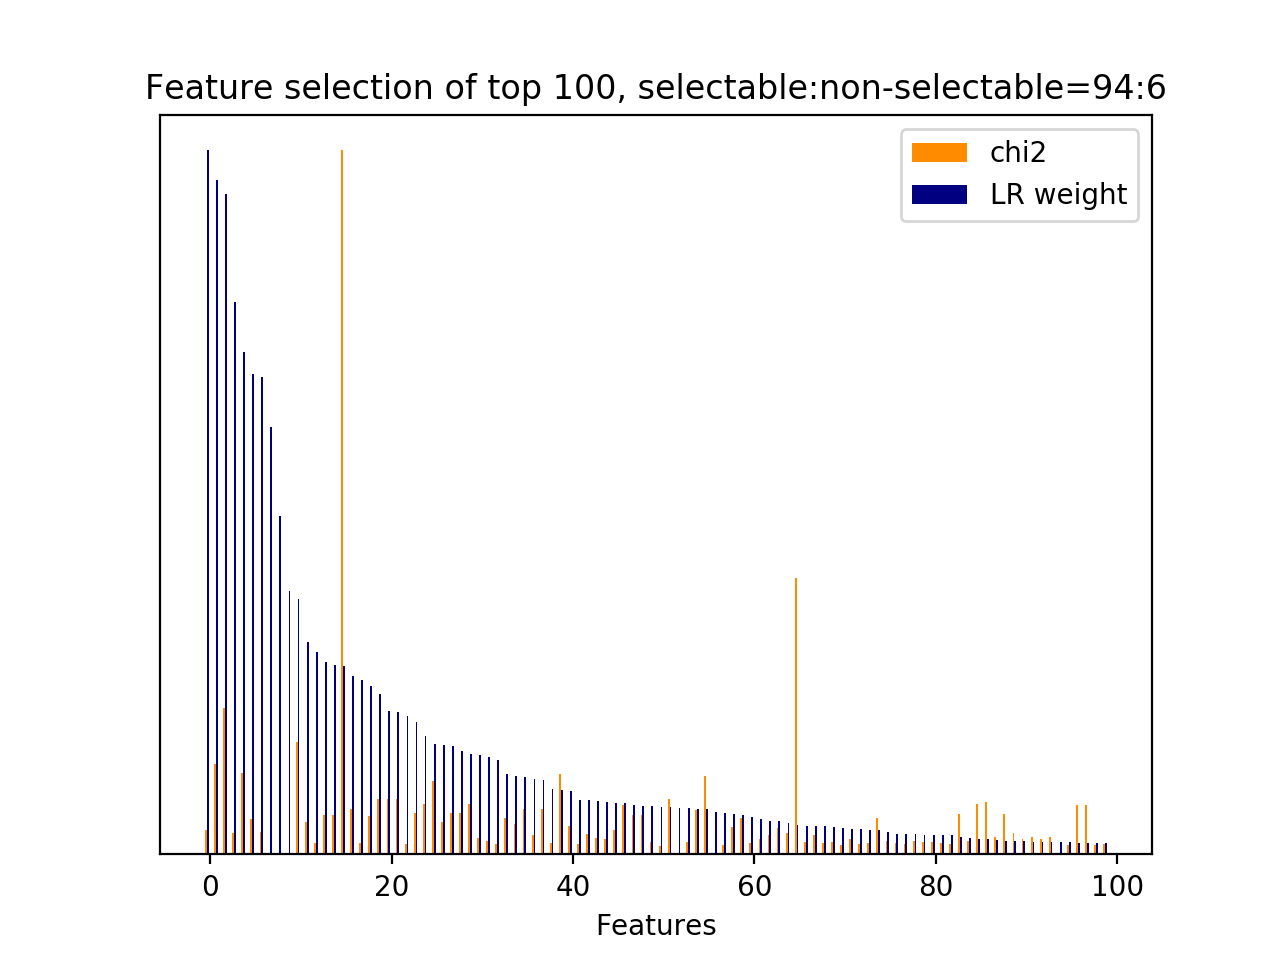 Feature selection of top 100, selectable:non-selectable=94:6
chi2
LR weight
0 20 40 60 80 100
Features